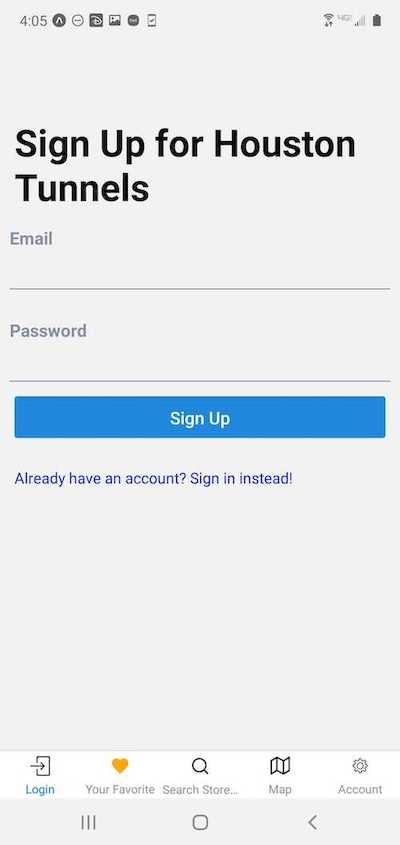 4:05
Sign Up for Houston
Tunnels
Email
Password
Sign Up
Already have an account? Sign in instead!
Login
Your Favorite
Search Store...
Map
Account